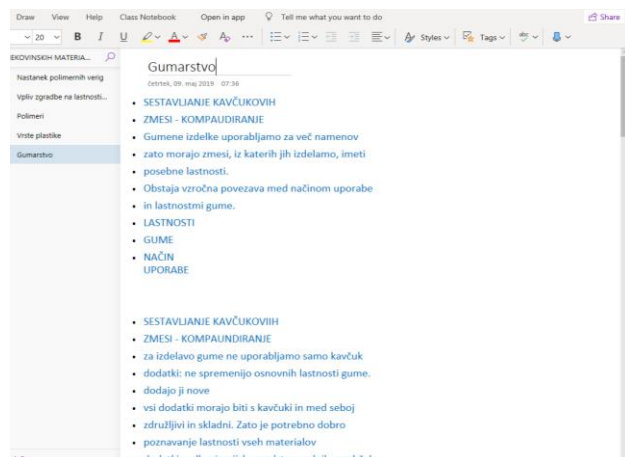 Draw View Help Class Notebook Open in app Tell me what you want to do Share
20 B I U A Styles Tags
EKOVINSKIH MATERIA...
Nastanek polimernih verig
Vpliv zgradbe na lastnosti...
Polimeri
Vrste plastike
Gumarstvo
Gumarstvo
četrtek, 09. maj 2019 07:36
• SESTAVLJANJE KAVČUKOVIH
• ZMESI - KOMPAUDIRANJE
• Gumene izdelke uporabljamo za več namenov
• zato morajo zmesi, iz katerih jih izdelamo, imeti
• posebne lastnosti.
• Obstaja vzročna povezava med načinom uporabe
• in lastnostmi gume.
• LASTNOSTI
• GUME
• NAČIN
UPORABE
• SESTAVLJANJE KAVČUKOVIIH
• ZMESI - KOMPAUNDIRANJE
• za izdelavo gume ne uporabljamo samo kavčuk
• dodatki: ne spremenijo osnovnih lastnosti gume.
• dodajo ji nove
• vsi dodatki morajo biti s kavčuki in med seboj
• združljivi in skladni. Zato je potrebno dobro
• poznavanje lastnosti vseh materialov